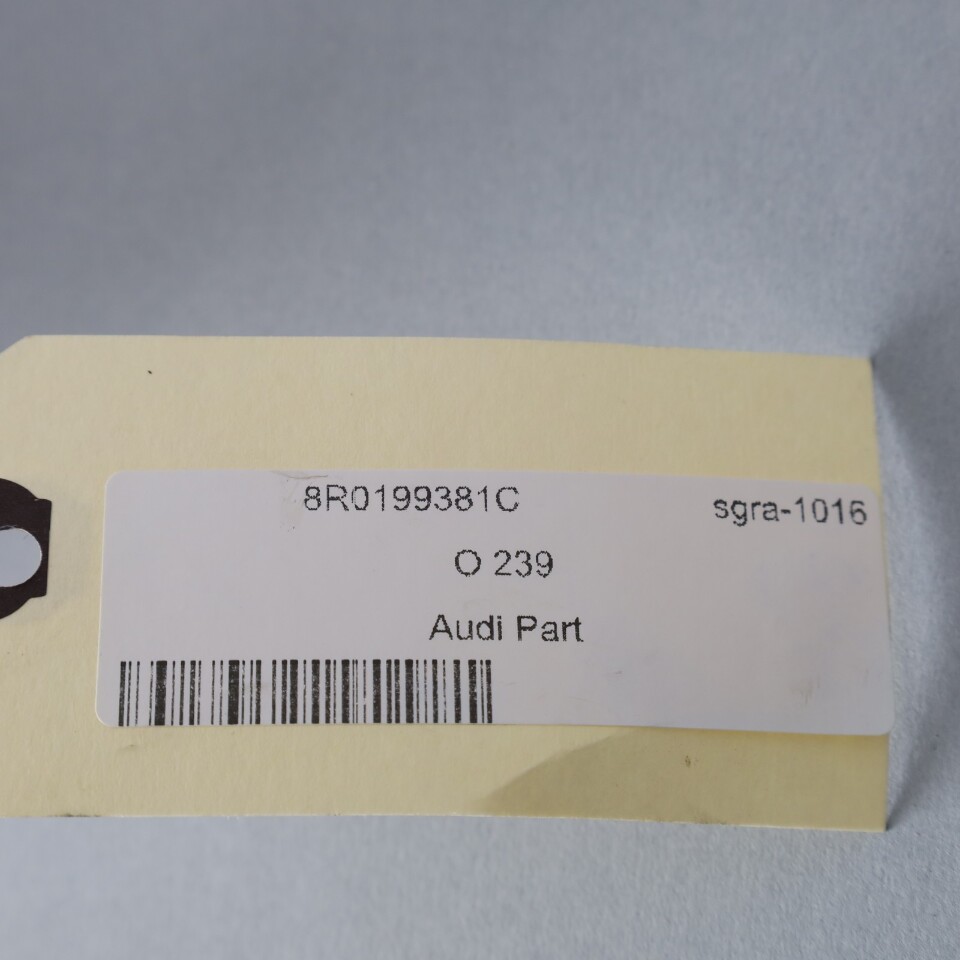 8R0199381C
sgra-1016
O 239
Audi Part